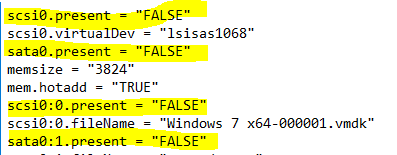 scsi0.present = "FALSE"
scsi0.virtualDev = "lsisas1068"
sata0.present = "FALSE"
memsize = "3824"
mem.hotadd = "TRUE"
scsi0:0.present = "FALSE"
scsi0:0.fileName = "Windows 7 x64-000001.vmdk"
sata0:1.present = "FALSE"